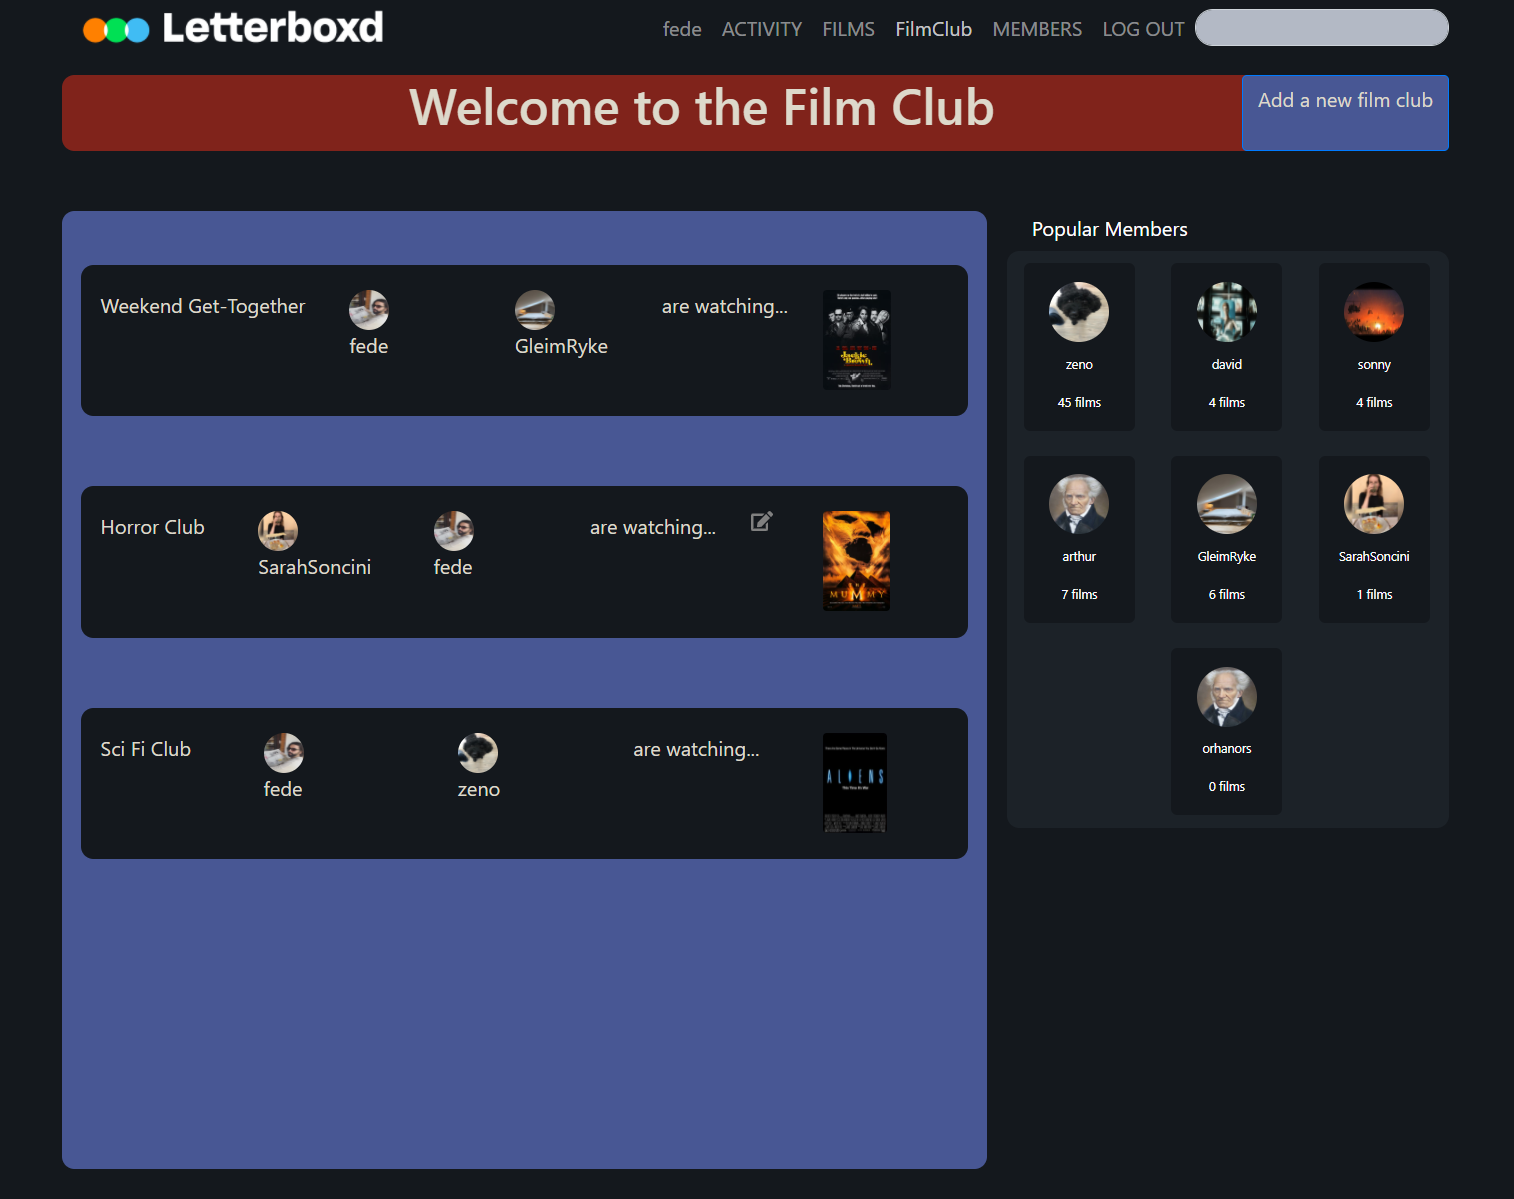 Letterboxd
fede ACTIVITY FILMS FilmClub MEMBERS LOG OUT
Welcome to the Film Club
Add a new film club
Weekend Get-Together
fede
GleimRyke
are watching...
Jackie
Brown
Horror Club
SarahSoncini
fede
are watching...
MUMMY
Sci Fi Club
fede
zeno
are watching...
ALIENS
Popular Members
zeno
45 films
david
4 films
sonny
4 films
arthur
7 films
GleimRyke
6 films
SarahSoncini
1 films
orhanors
0 films